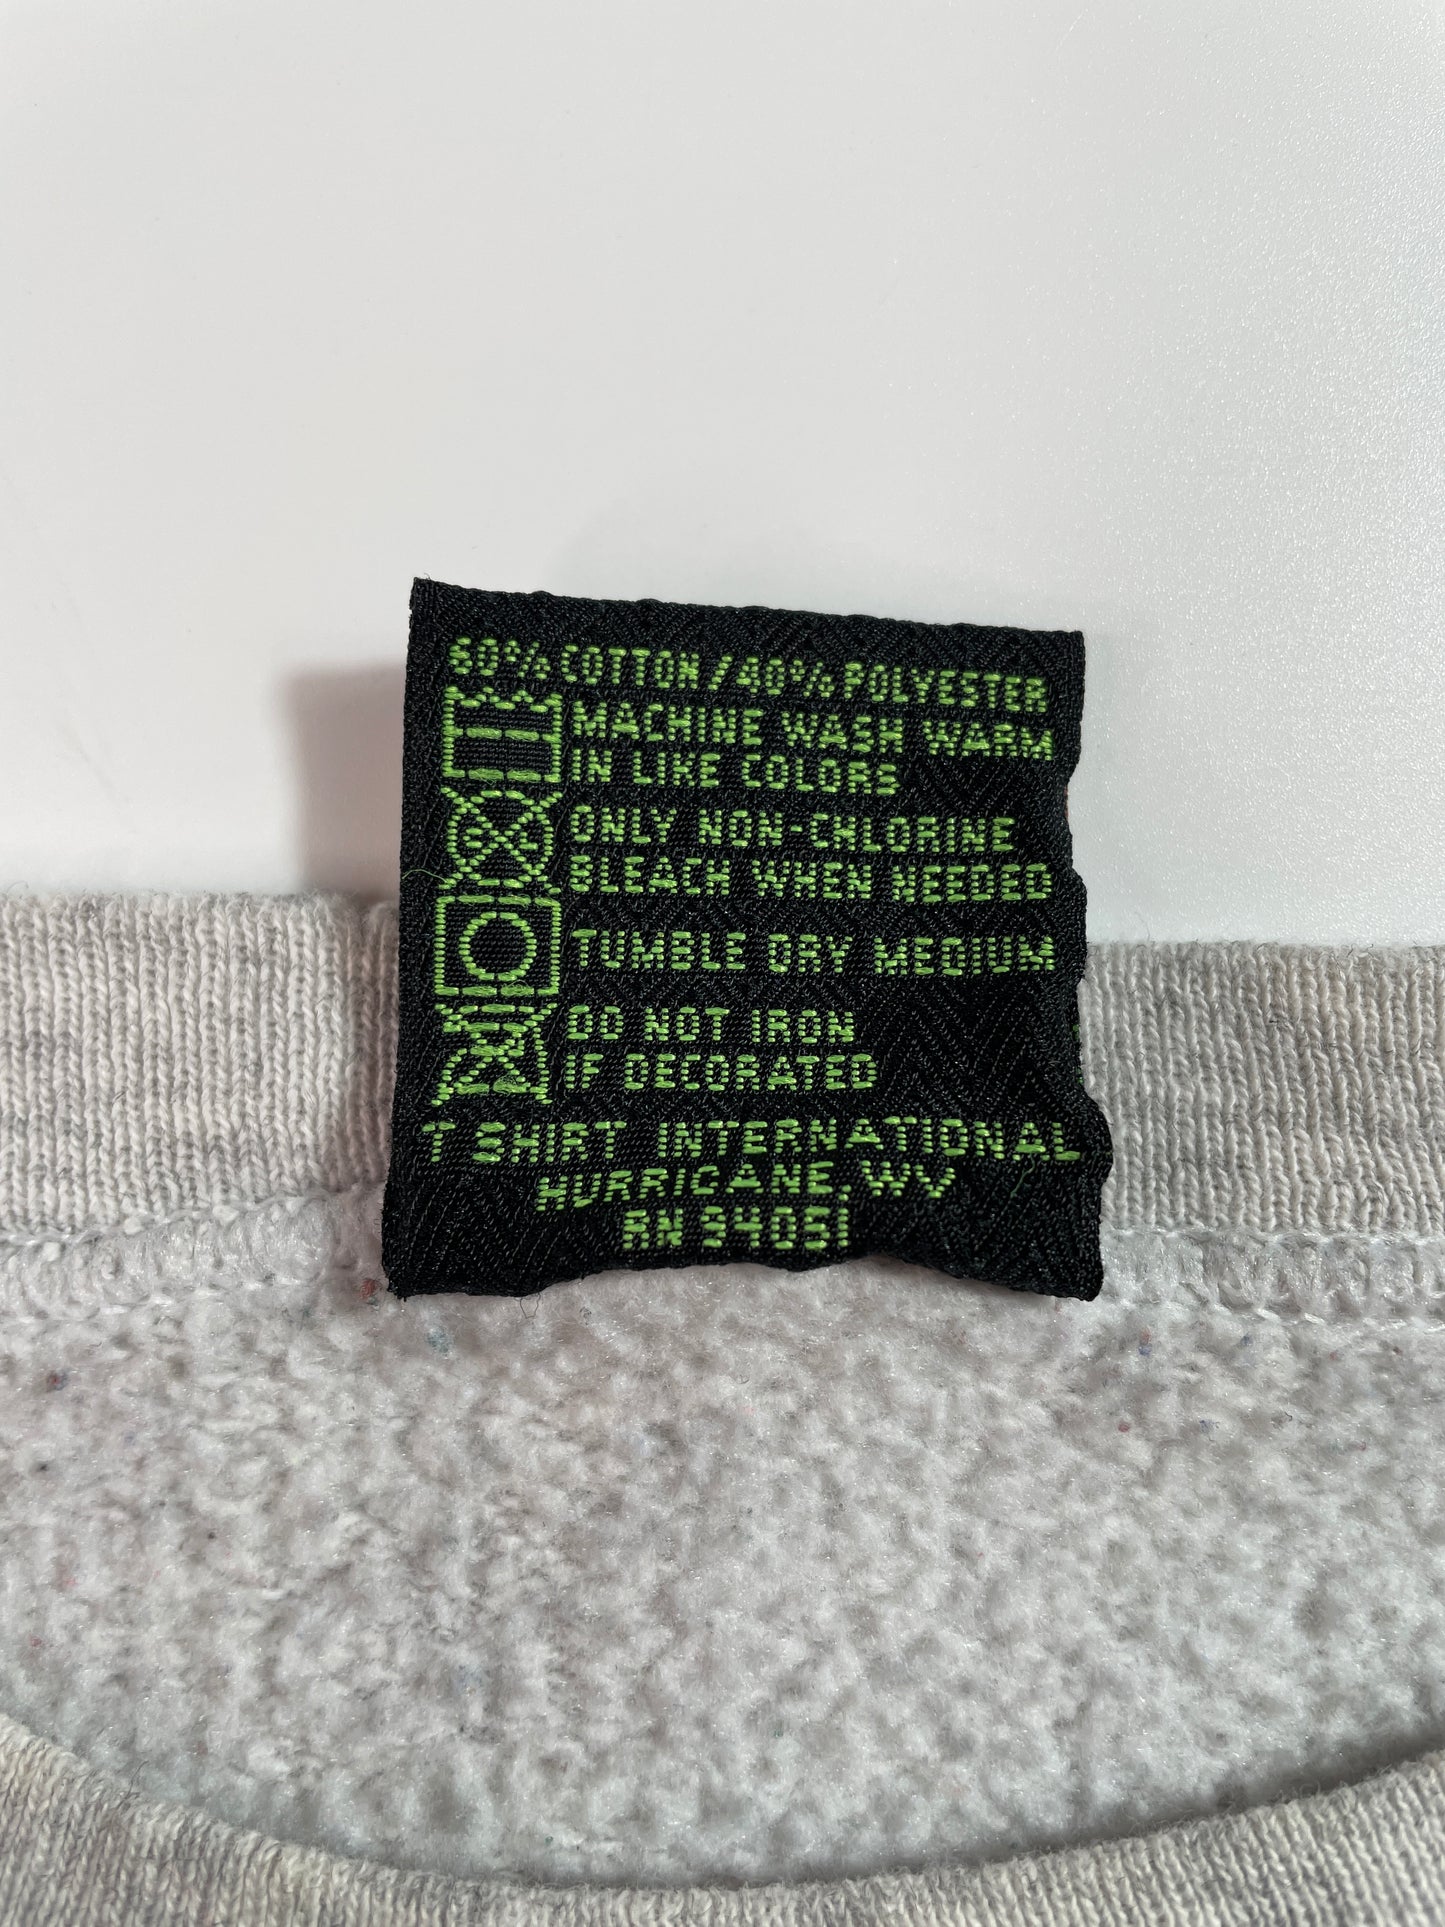 60% COTTON/40% POLYESTER
MACHINE WASH WARM
IN LIKE COLORS
ONLY NON-CHLORINE
BLEACH WHEN NEEDED
TUMBLE DRY MEDIUM
DO NOT IRON
IF DECORATED
T SHIRT INTERNATIONAL
HURRICANE, WV
RN 94051